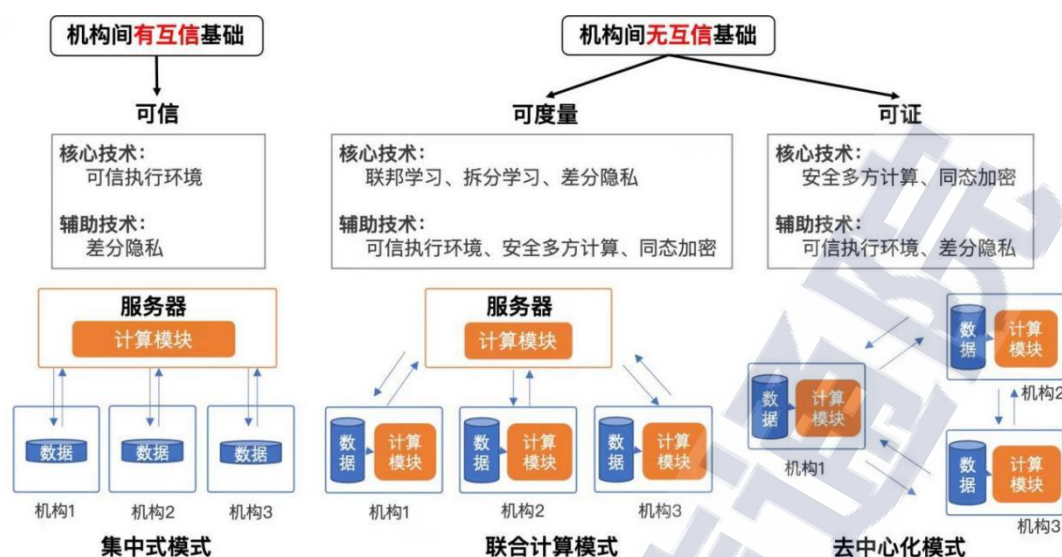 机构间有互信基础
机构间无互信基础
可信
可度量
可证
核心技术：
可信执行环境
辅助技术：
差分隐私
核心技术：
联邦学习、拆分学习、差分隐私
辅助技术：
可信执行环境、安全多方计算、同态加密
核心技术：
安全多方计算、同态加密
辅助技术：
可信执行环境、差分隐私
服务器
计算模块
数据
数据
数据
机构1
机构2
机构3
集中式模式
服务器
计算模块
数据
计算
模块
数据
计算
模块
数据
计算
模块
机构1
机构2
机构3
联合计算模式
数据
计算
模块
机构1
数据
计算
模块
机构2
数据
计算
模块
机构3
去中心化模式